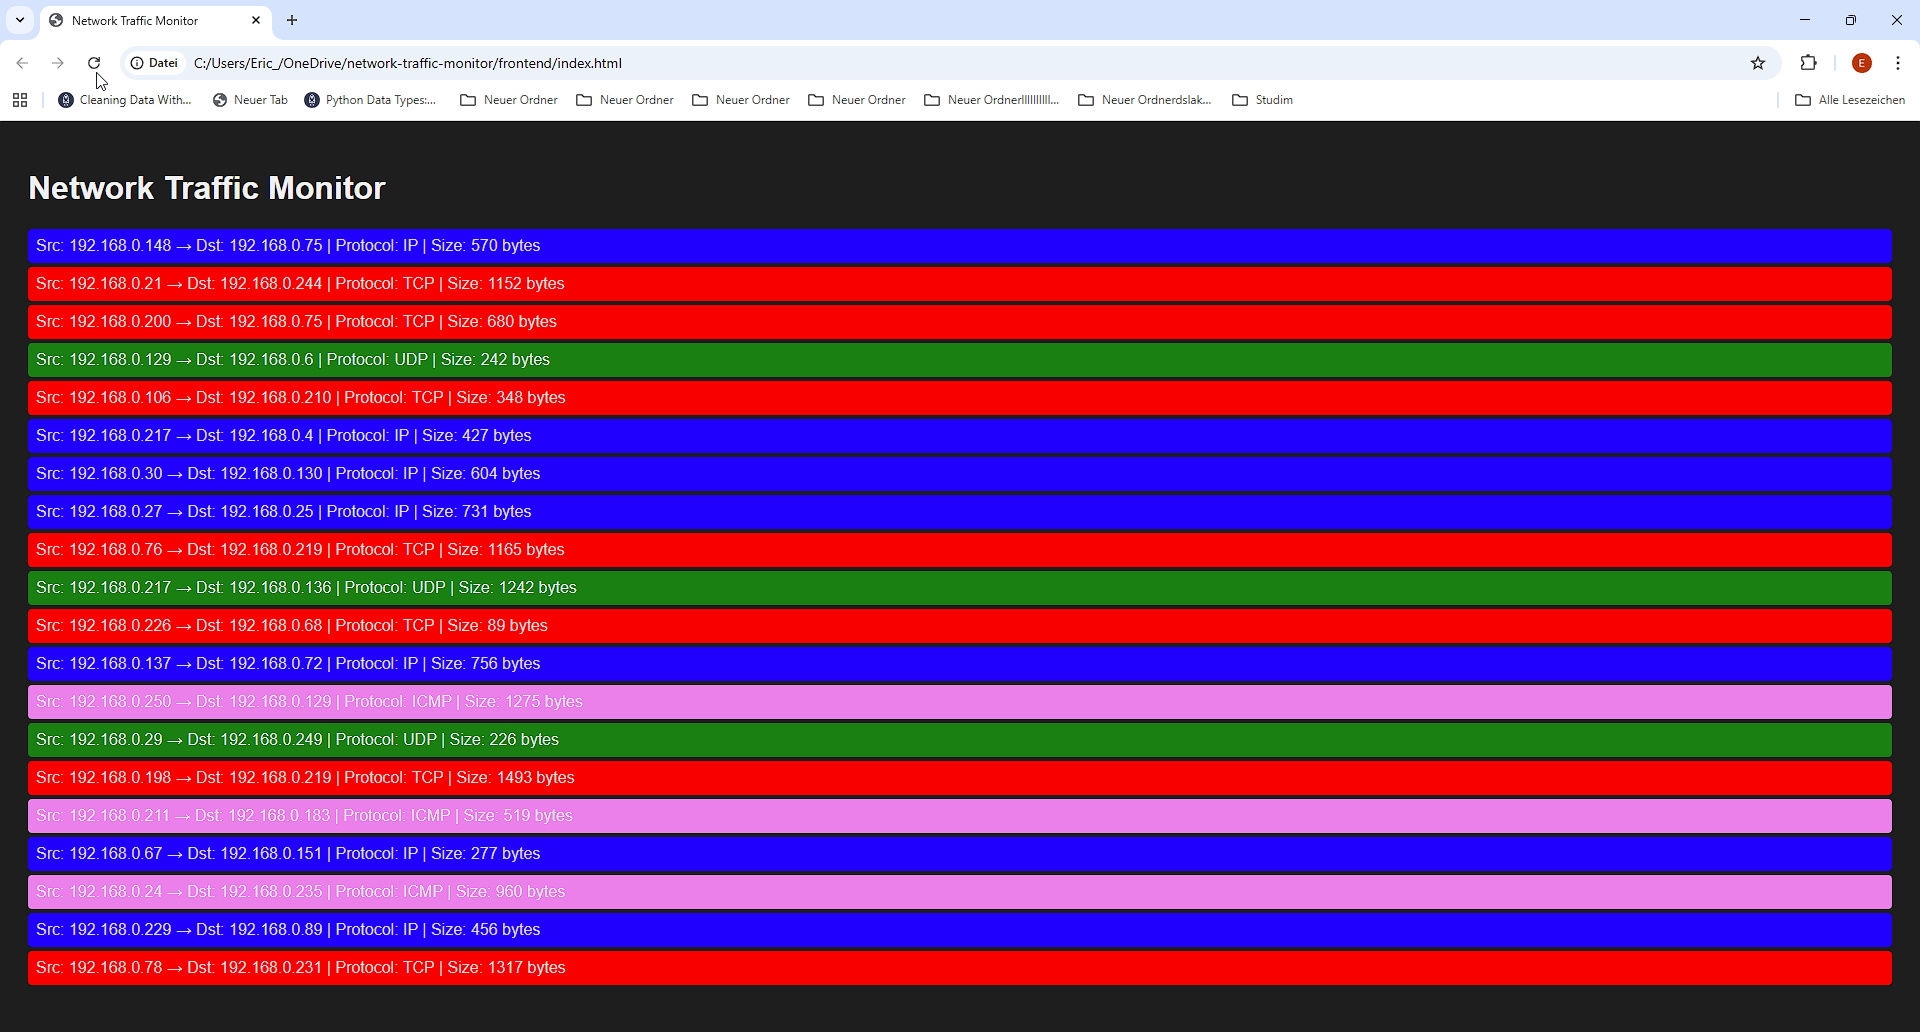 Network Traffic Monitor
Datei C:/Users/Eric_/OneDrive/network-traffic-monitor/frontend/index.html E
Cleaning Data With... Neuer Tab Python Data Types:... Neuer Ordner Neuer Ordner Neuer Ordner Neuer Ordner Neuer Ordnerllllllllll... Neuer Ordnerdslak... Studim Alle Lesezeichen
Network Traffic Monitor
Src: 192.168.0.148 → Dst: 192.168.0.75 | Protocol: IP | Size: 570 bytes
Src: 192.168.0.21 → Dst: 192.168.0.244 | Protocol: TCP | Size: 1152 bytes
Src: 192.168.0.200 → Dst: 192.168.0.75 | Protocol: TCP | Size: 680 bytes
Src: 192.168.0.129 → Dst: 192.168.0.6 | Protocol: UDP | Size: 242 bytes
Src: 192.168.0.106 → Dst: 192.168.0.210 | Protocol: TCP | Size: 348 bytes
Src: 192.168.0.217 → Dst: 192.168.0.4 | Protocol: IP | Size: 427 bytes
Src: 192.168.0.30 → Dst: 192.168.0.130 | Protocol: IP | Size: 604 bytes
Src: 192.168.0.27 → Dst: 192.168.0.25 | Protocol: IP | Size: 731 bytes
Src: 192.168.0.76 → Dst: 192.168.0.219 | Protocol: TCP | Size: 1165 bytes
Src: 192.168.0.217 → Dst: 192.168.0.136 | Protocol: UDP | Size: 1242 bytes
Src: 192.168.0.226 → Dst: 192.168.0.68 | Protocol: TCP | Size: 89 bytes
Src: 192.168.0.137 → Dst: 192.168.0.72 | Protocol: IP | Size: 756 bytes
Src: 192.168.0.250 → Dst: 192.168.0.129 | Protocol: ICMP | Size: 1275 bytes
Src: 192.168.0.29 → Dst: 192.168.0.249 | Protocol: UDP | Size: 226 bytes
Src: 192.168.0.198 → Dst: 192.168.0.219 | Protocol: TCP | Size: 1493 bytes
Src: 192.168.0.211 → Dst: 192.168.0.183 | Protocol: ICMP | Size: 519 bytes
Src: 192.168.0.67 → Dst: 192.168.0.151 | Protocol: IP | Size: 277 bytes
Src: 192.168.0.24 → Dst: 192.168.0.235 | Protocol: ICMP | Size: 960 bytes
Src: 192.168.0.229 → Dst: 192.168.0.89 | Protocol: IP | Size: 456 bytes
Src: 192.168.0.78 → Dst: 192.168.0.231 | Protocol: TCP | Size: 1317 bytes